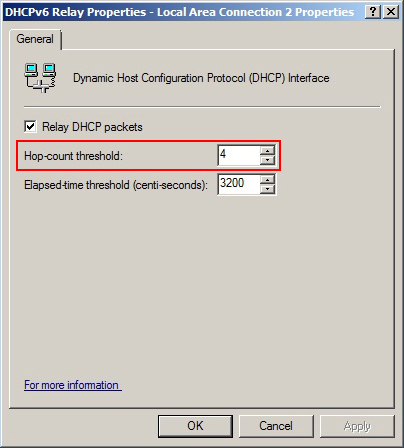 DHCPv6 Relay Properties - Local Area Connection 2 Properties
General
Dynamic Host Configuration Protocol (DHCP) Interface
Relay DHCP packets
Hop-count threshold: 4
Elapsed-time threshold (centi-seconds): 3200
For more information
OK Cancel Apply